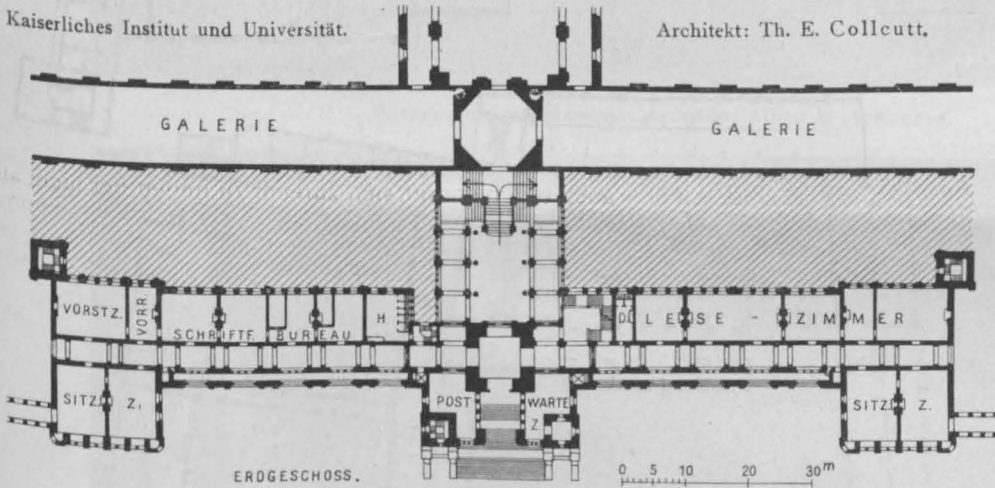 Kaiserliches Institut und Universität.
Architekt: Th. E. Collcutt.
GALERIE
GALERIE
VORSTZ.
VORR.
SCHRIFTF.
BUREAU
H
D.
LESE-ZIMMER
SITZ. Z.
POST
WARTE
Z
SITZ. Z.
ERDGESCHOSS.
0 5 10 20 30 m